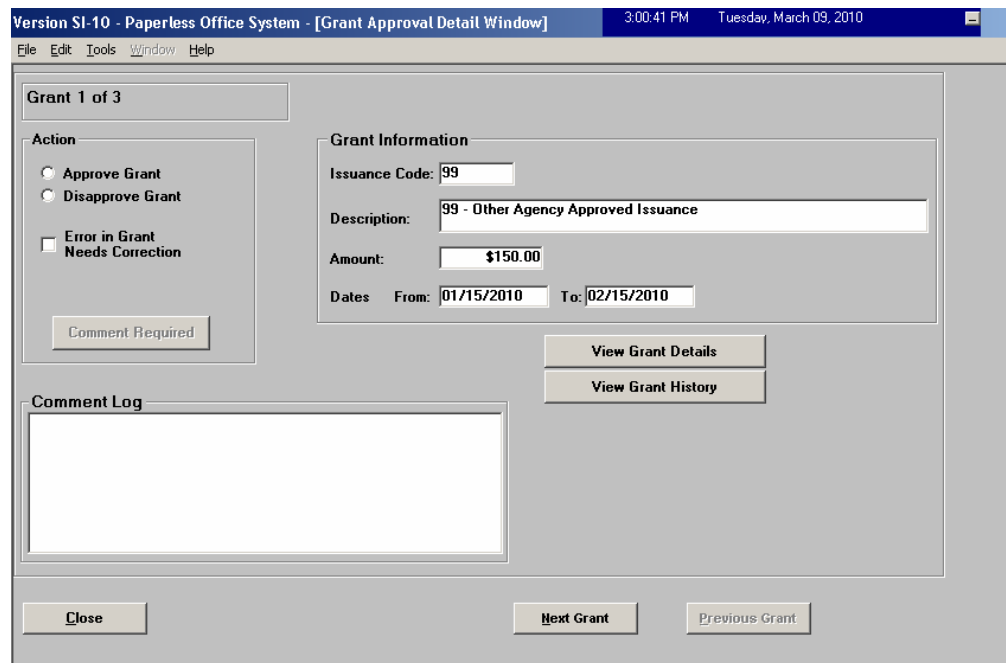 Version SI-10 - Paperless Office System - [Grant Approval Detail Window] 3:00:41 PM Tuesday, March 09, 2010
File Edit Tools Window Help
Grant 1 of 3
Action
Approve Grant
Disapprove Grant
Error in Grant
Needs Correction
Comment Required
Grant Information
Issuance Code: 99
Description: 99 - Other Agency Approved Issuance
Amount: $150.00
Dates From: 01/15/2010 To: 02/15/2010
View Grant Details
View Grant History
Comment Log
Close Next Grant Previous Grant